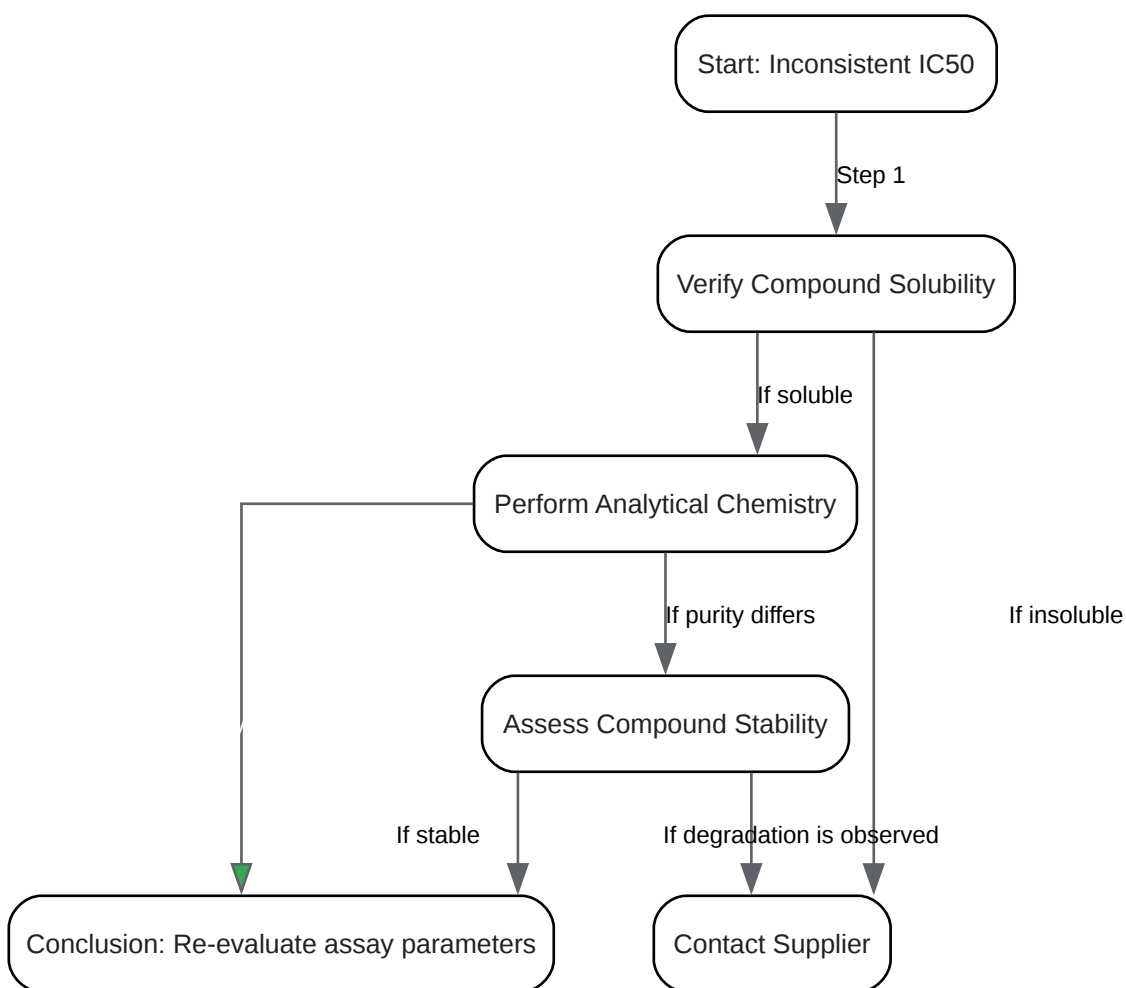 Start: Inconsistent IC50
Step 1
Verify Compound Solubility
If soluble
Perform Analytical Chemistry
If purity differs
If insoluble
Assess Compound Stability
If stable
If degradation is observed
Conclusion: Re-evaluate assay parameters
Contact Supplier